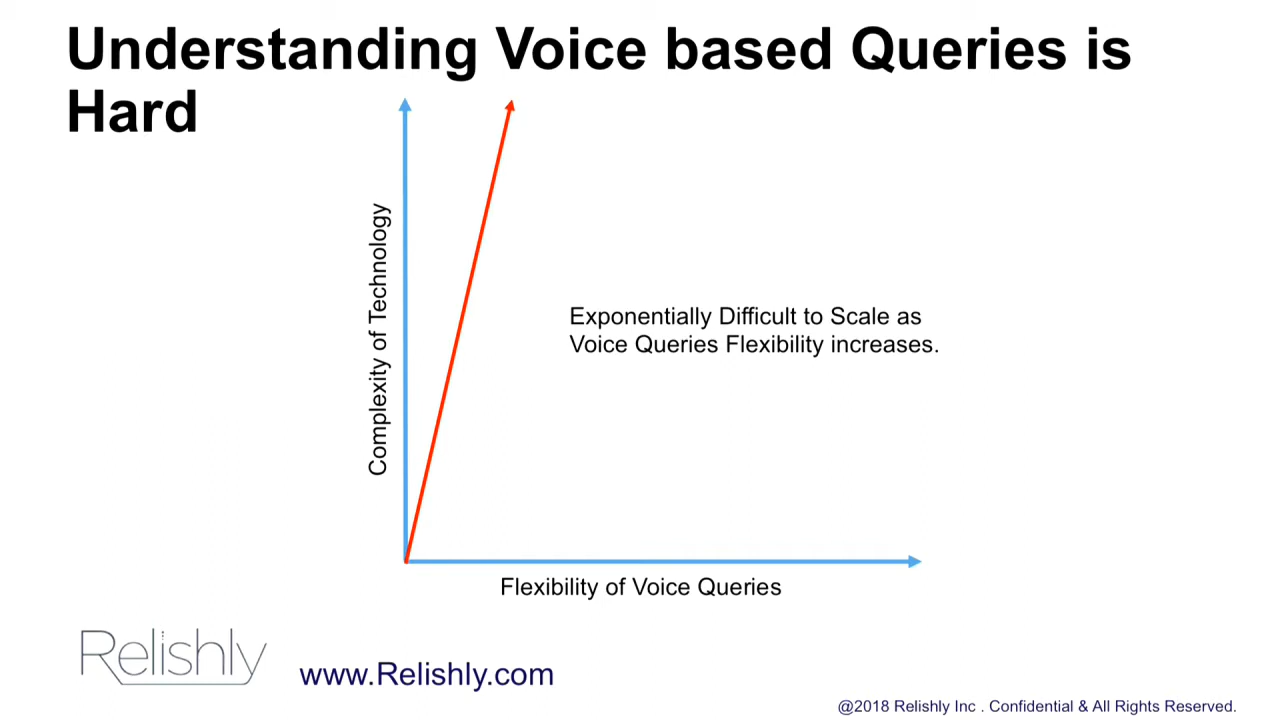 Understanding Voice based Queries is
Hard
Complexity of Technology
Exponentially Difficult to Scale as
Voice Queries Flexibility increases.
Flexibility of Voice Queries
Relishly
www.Relishly.com
@2018 Relishly Inc . Confidential & All Rights Reserved.